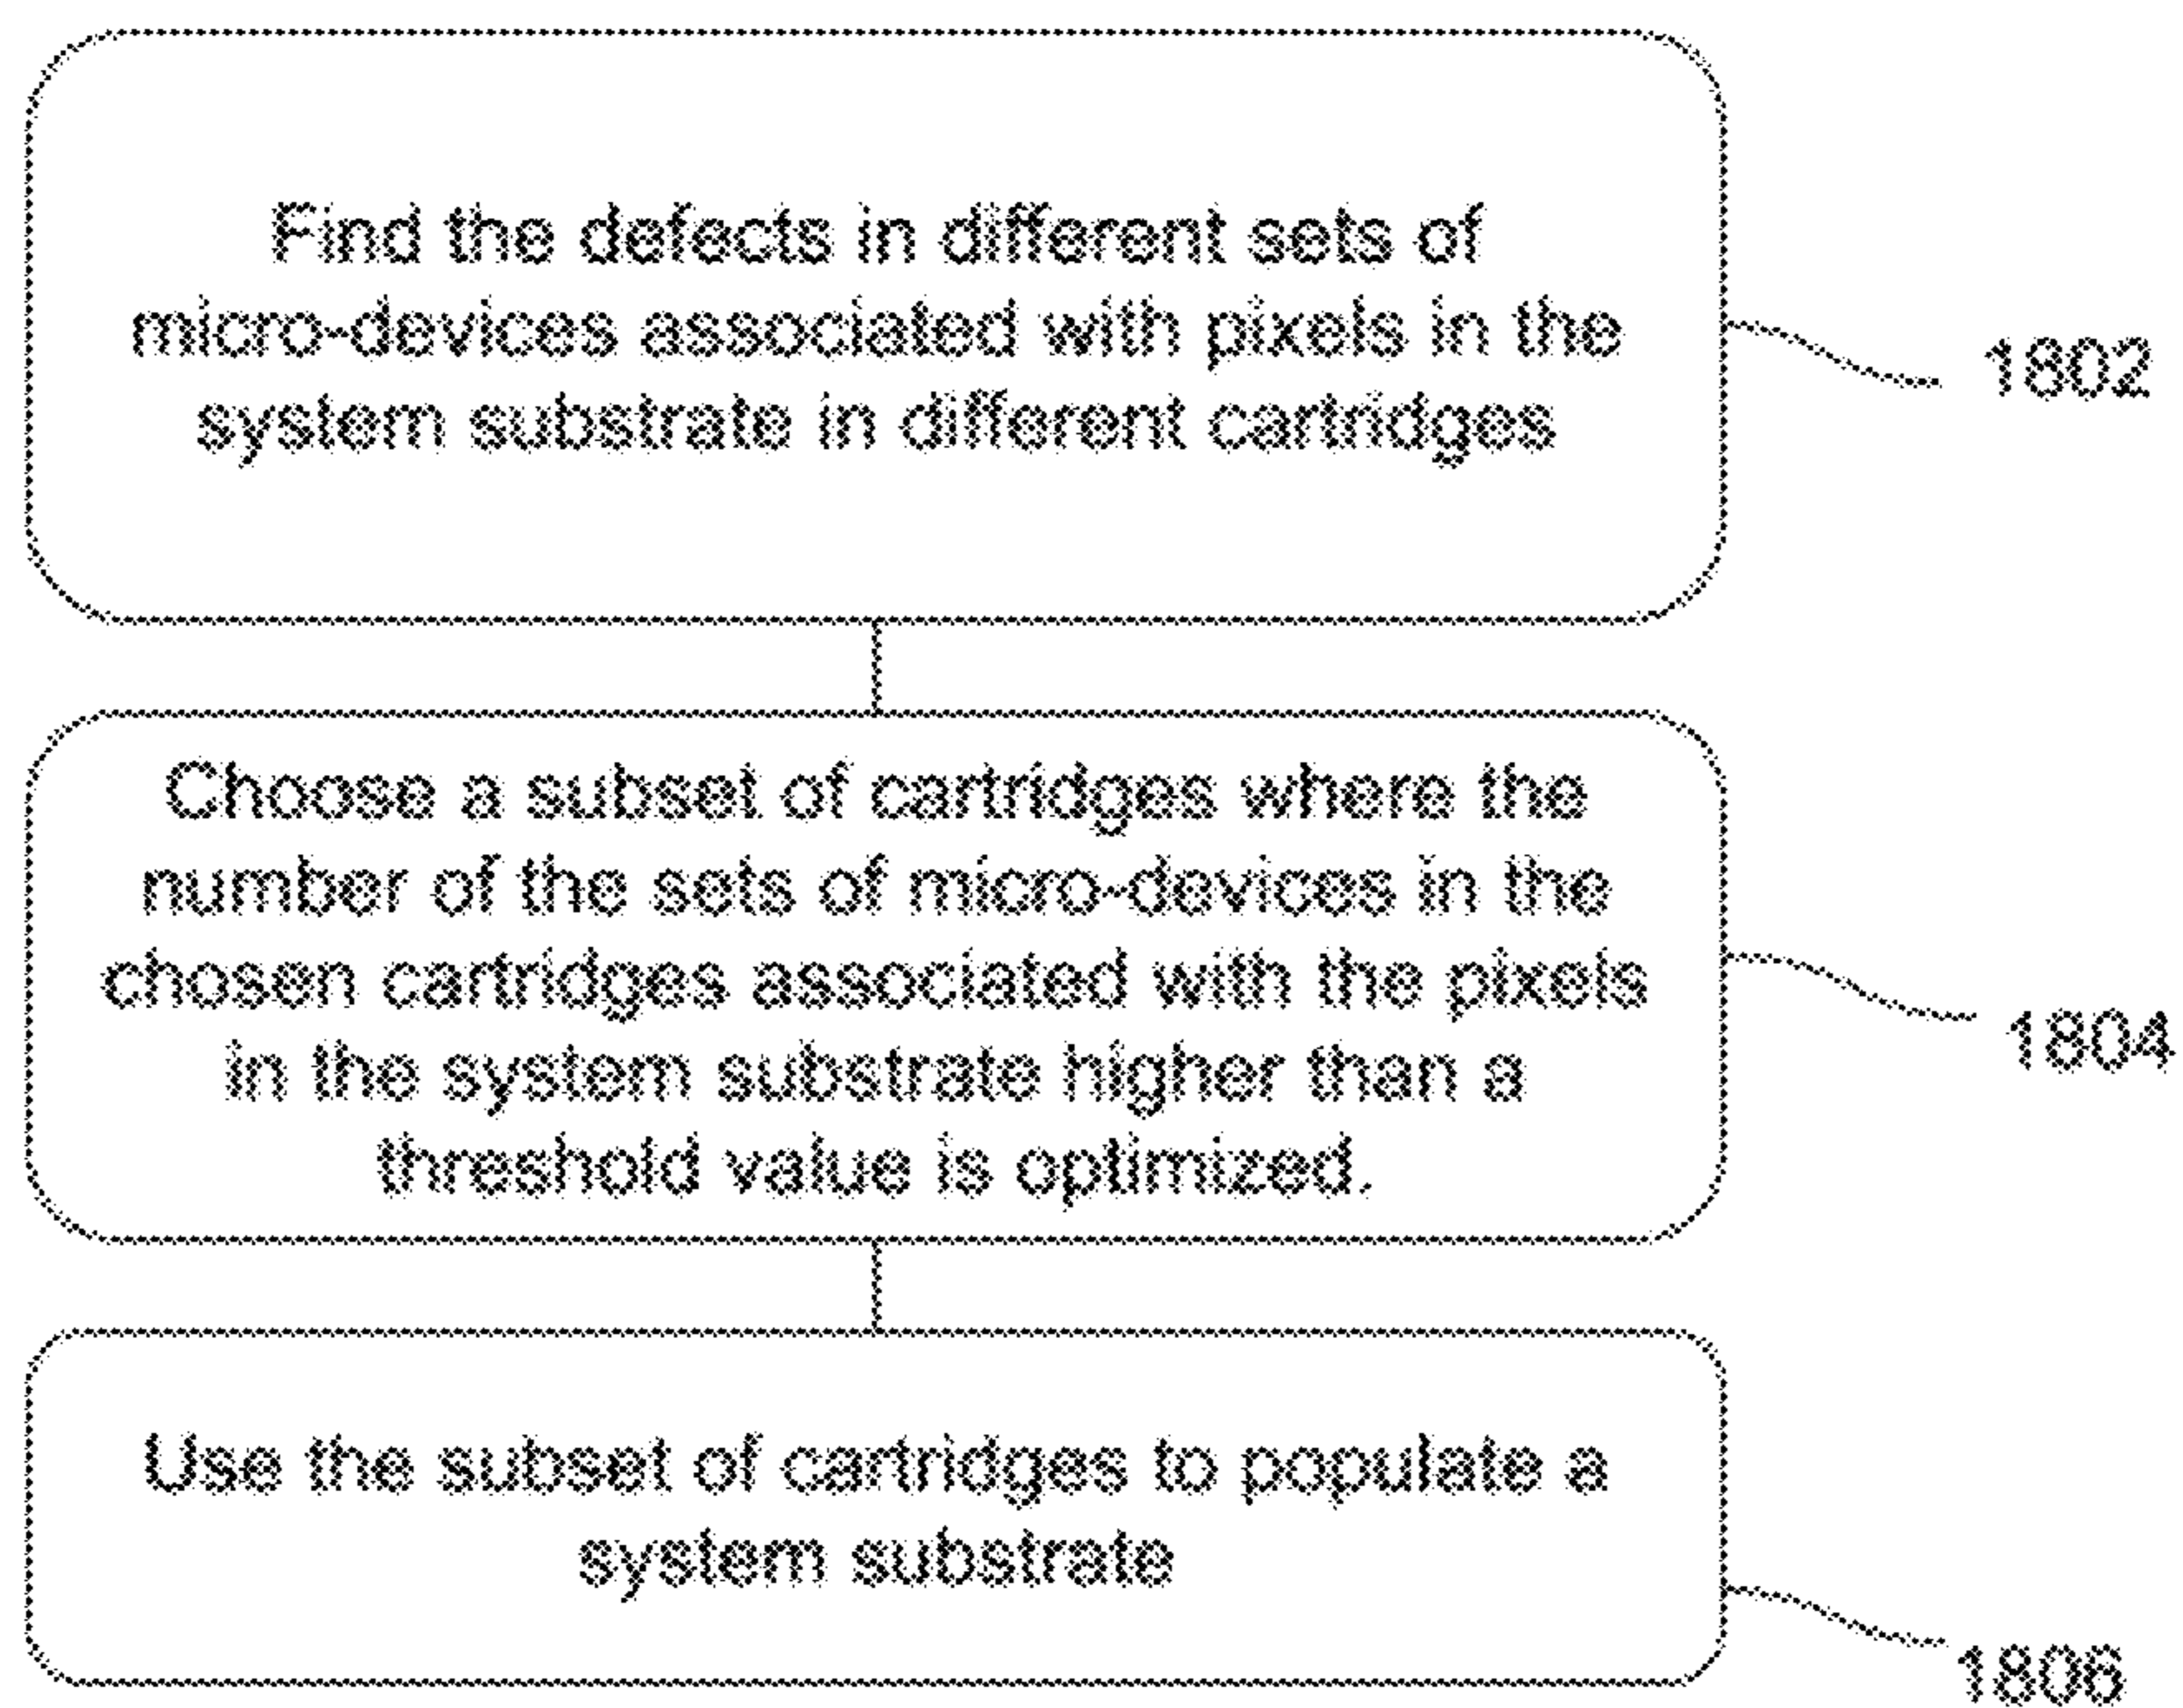 Find the defects in different sets of
micro-devices associated with pixels in the
system substrate in different cartridges
1802
Choose a subset of cartridges where the
number of the sets of micro-devices in the
chosen cartridges associated with the pixels
in the system substrate higher than a
threshold value is optimized.
1804
Use the subset of cartridges to populate a
system substrate
1806